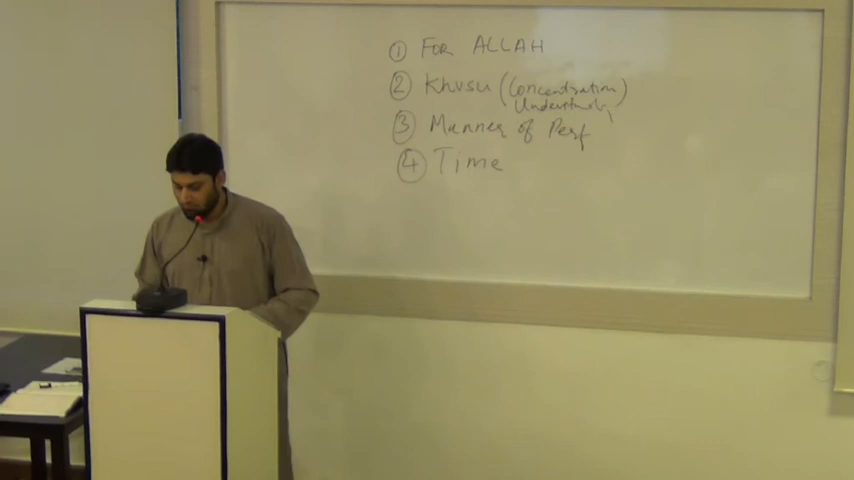 ① FOR ALLAH
② Khusu (Concentration
Understanding)
③ Manner of Perf
④ Time